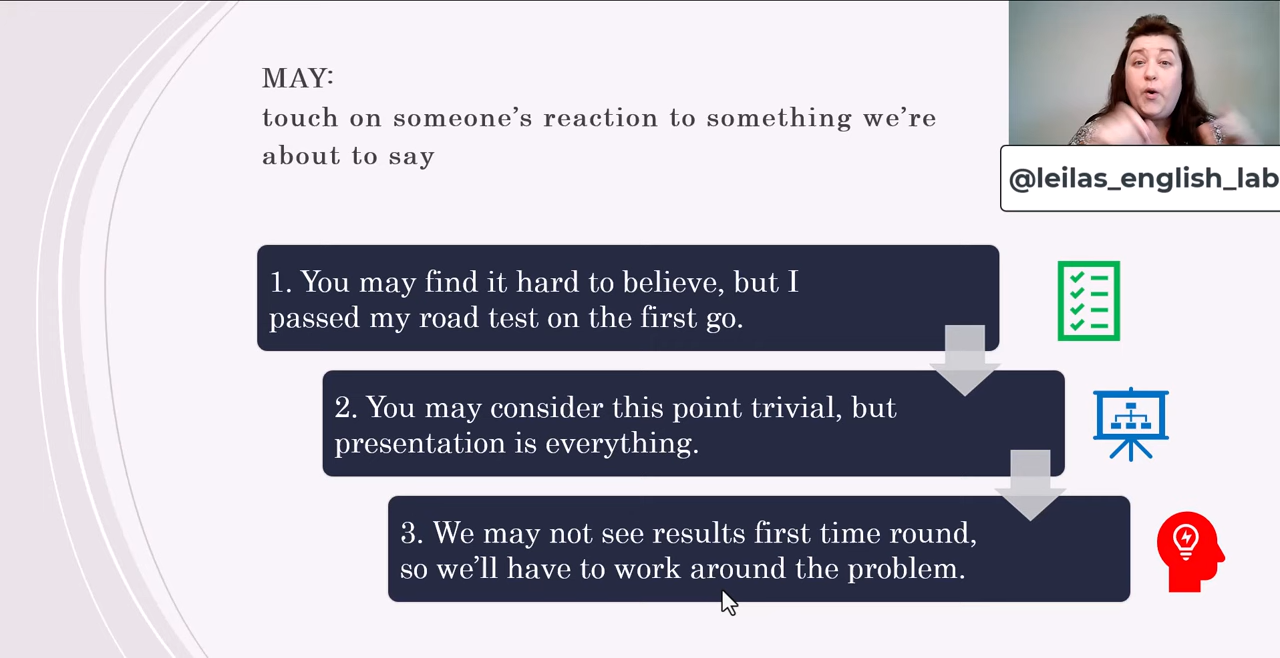 MAY:
touch on someone's reaction to something we're
about to say
@leilas_english_lab
1. You may find it hard to believe, but I
passed my road test on the first go.
2. You may consider this point trivial, but
presentation is everything.
3. We may not see results first time round,
so we'll have to work around the problem.